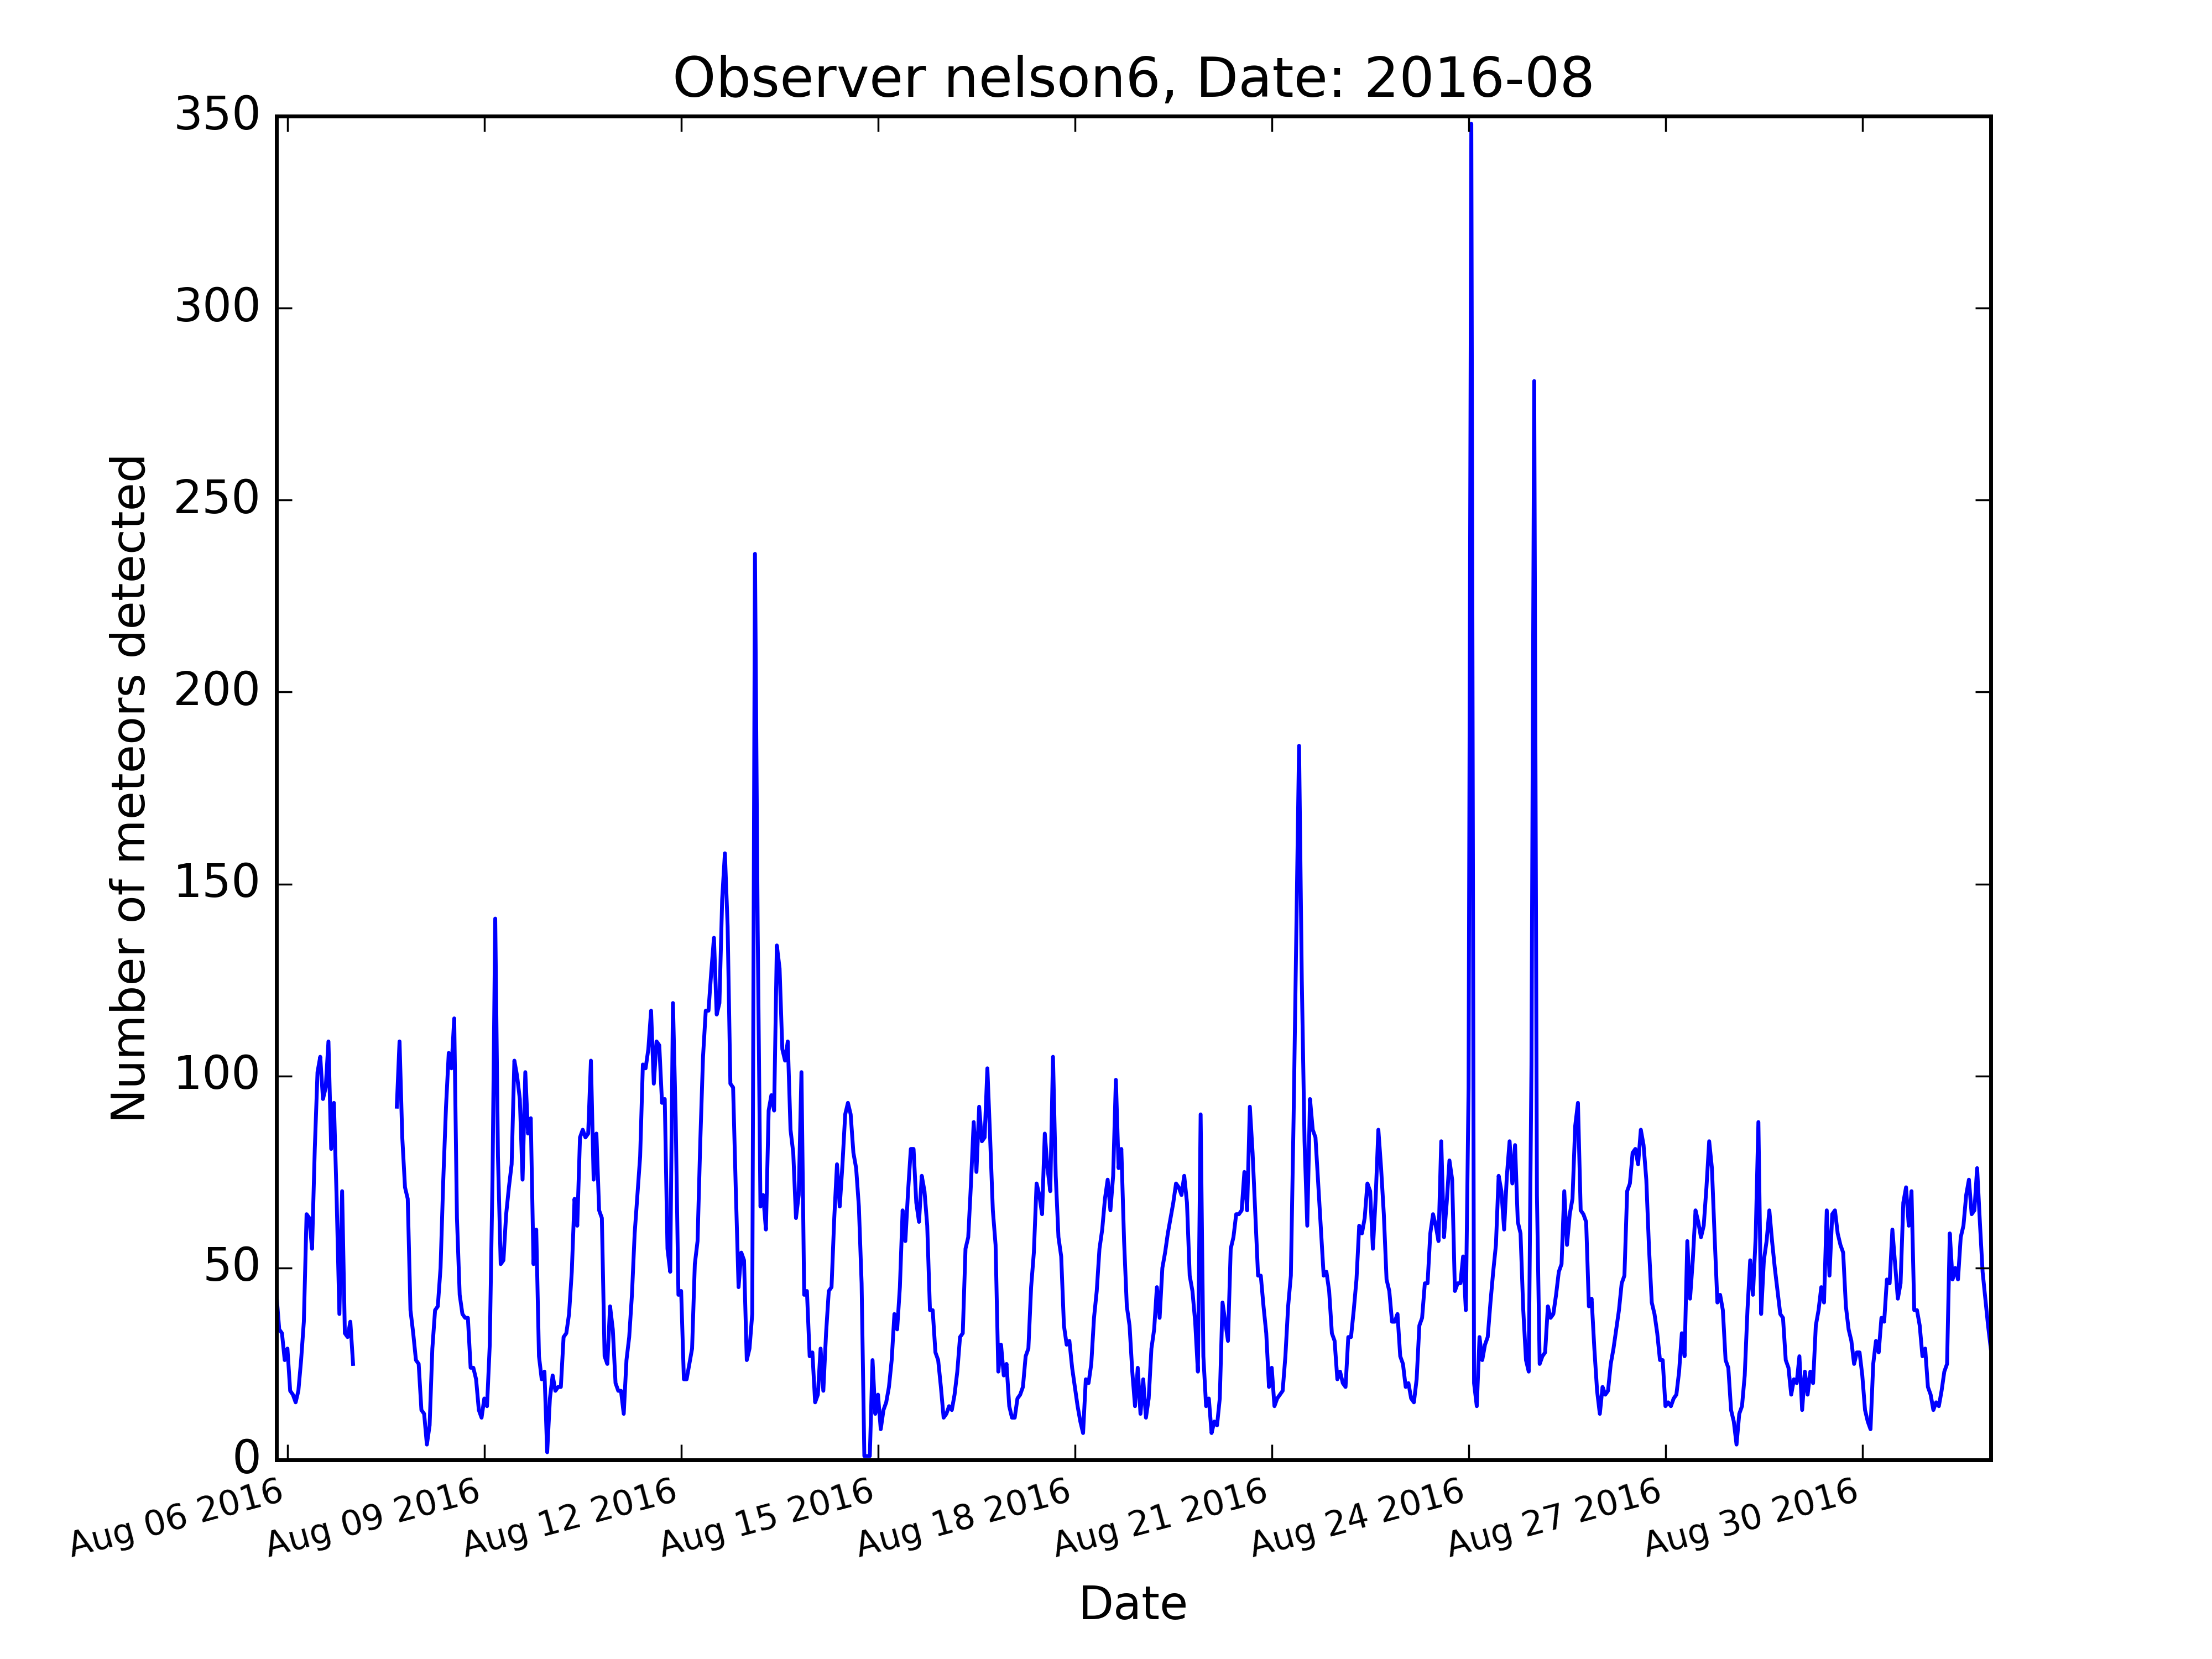 Observer nelson6, Date: 2016-08
350
300
250
200
150
100
50
0
Number of meteors detected
Aug 06 2016
Aug 09 2016
Aug 12 2016
Aug 15 2016
Aug 18 2016
Aug 21 2016
Aug 24 2016
Aug 27 2016
Aug 30 2016
Date